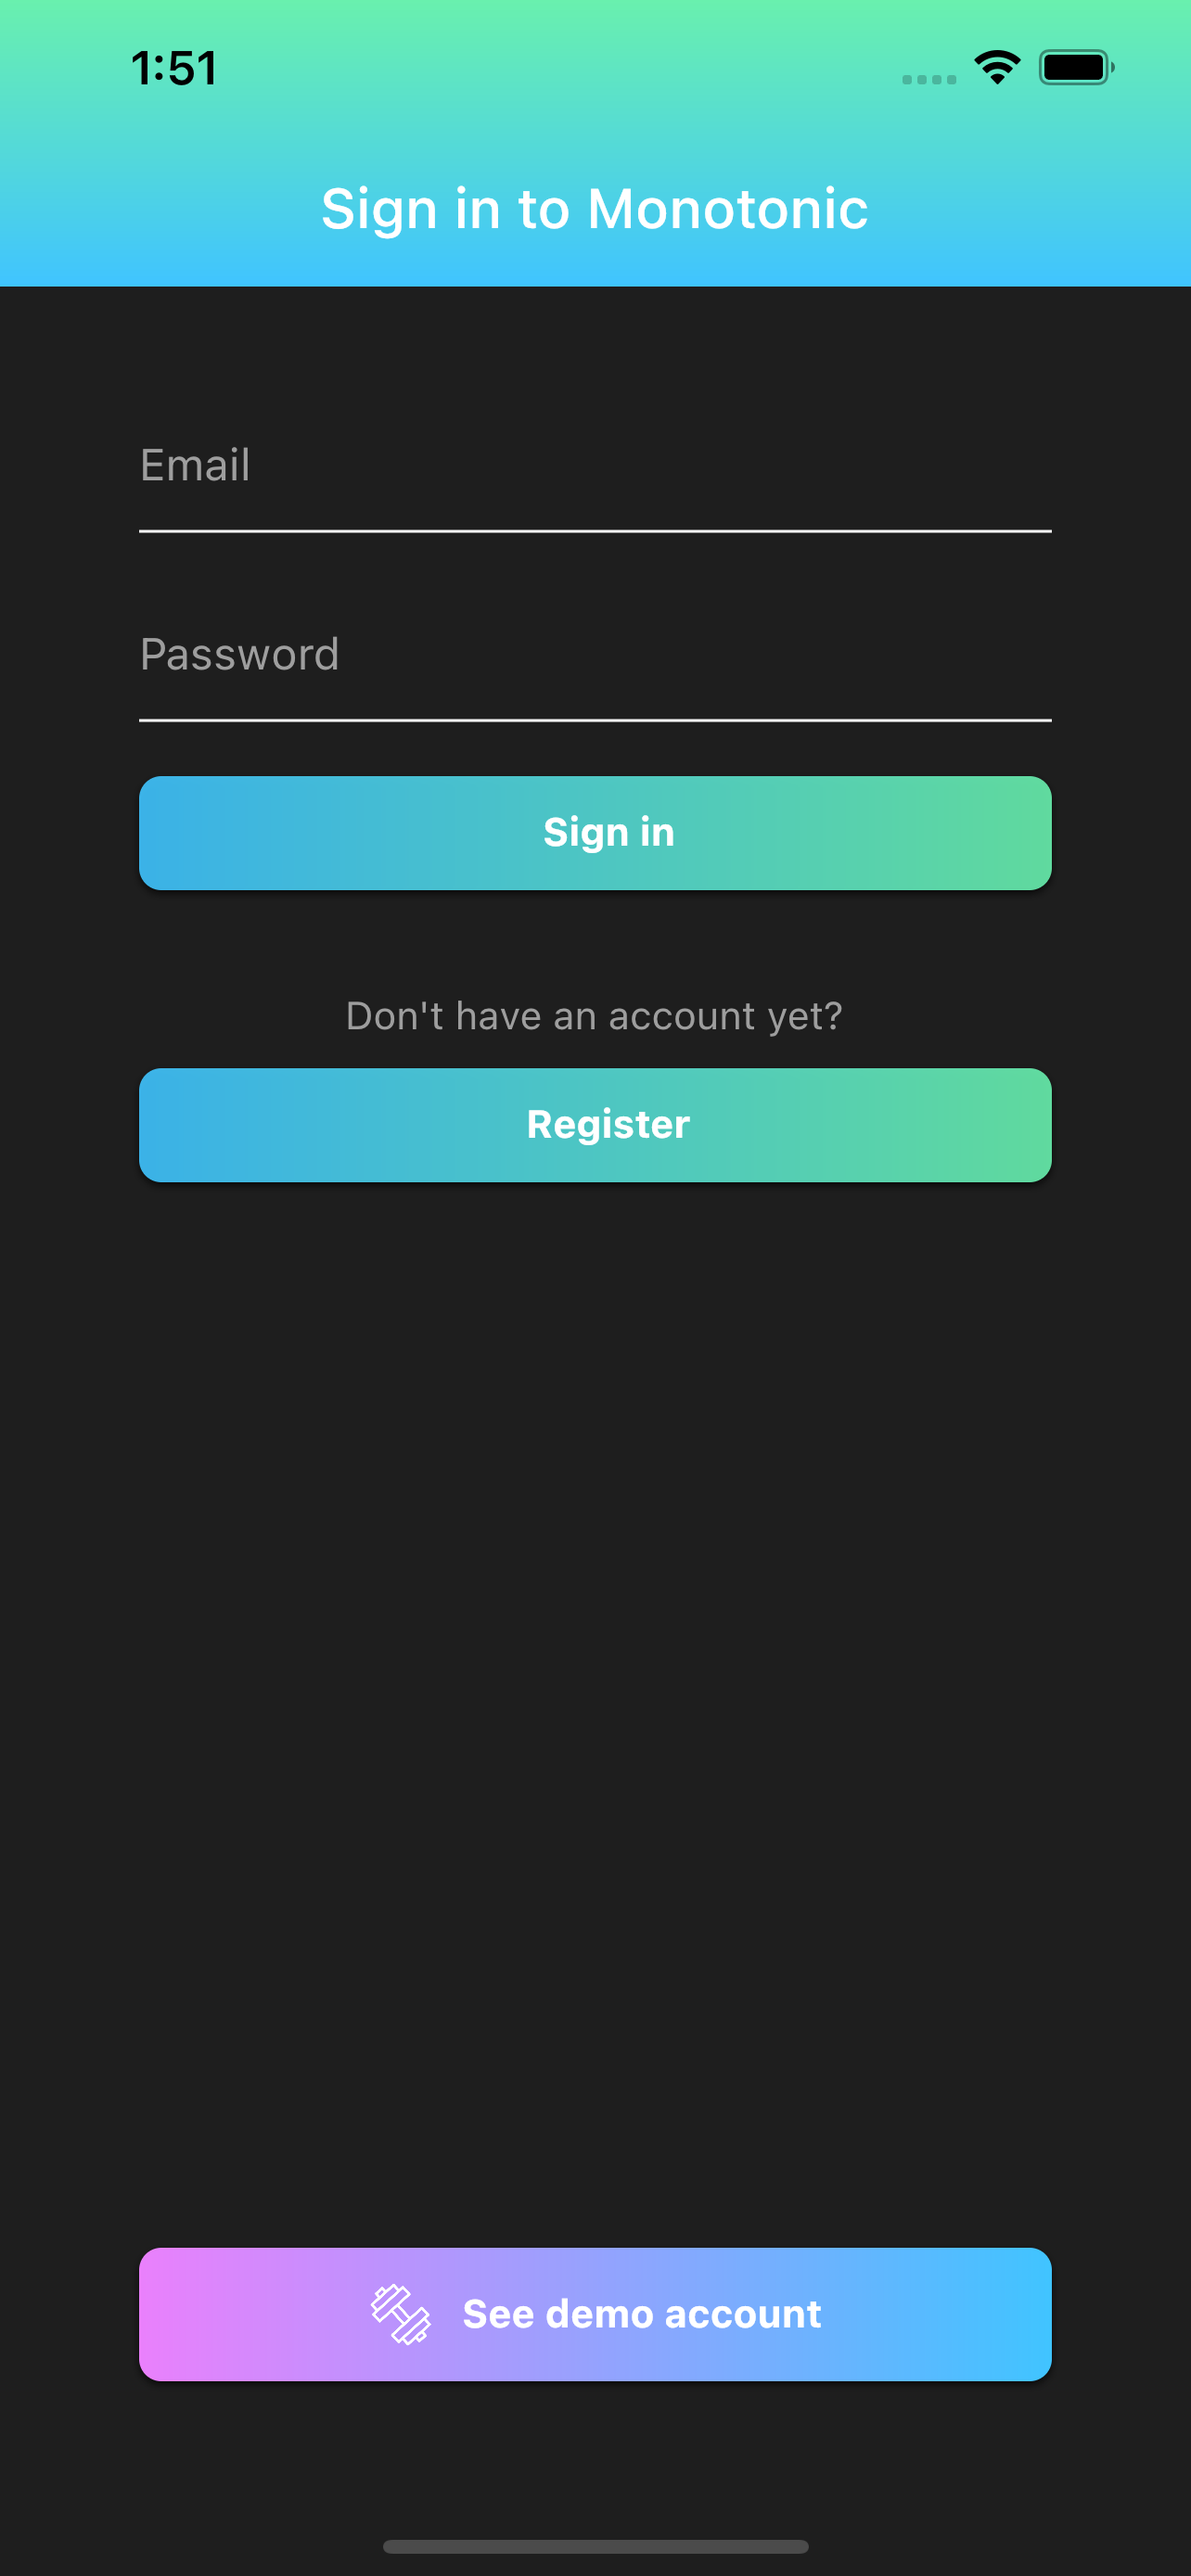 1:51
Sign in to Monotonic
Email
Password
Sign in
Don't have an account yet?
Register
See demo account